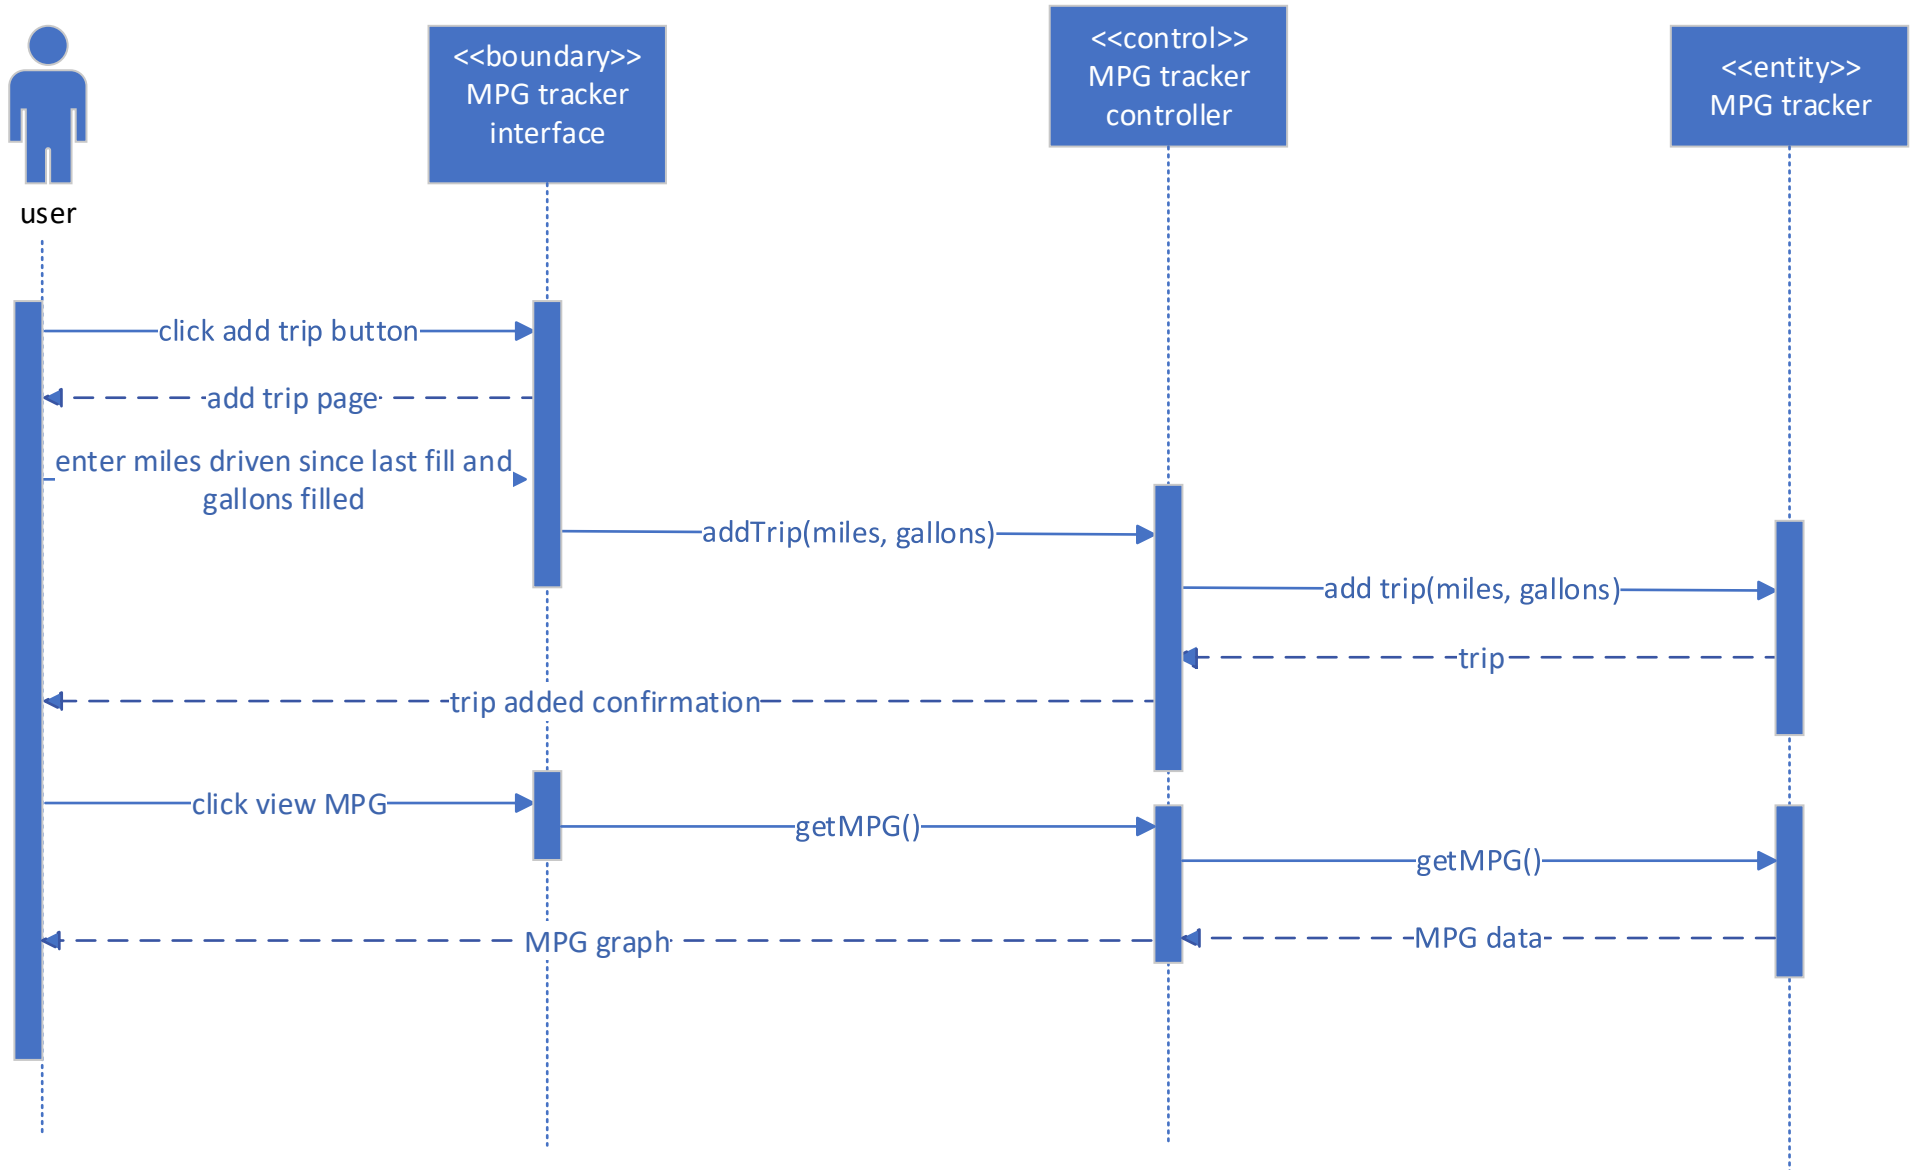 <<boundary>>
MPG tracker
interface
<<control>>
MPG tracker
controller
<<entity>>
MPG tracker
user
click add trip button
add trip page
enter miles driven since last fill and
gallons filled
addTrip(miles, gallons)
add trip(miles, gallons)
trip
trip added confirmation
click view MPG
getMPG()
getMPG()
MPG graph
MPG data